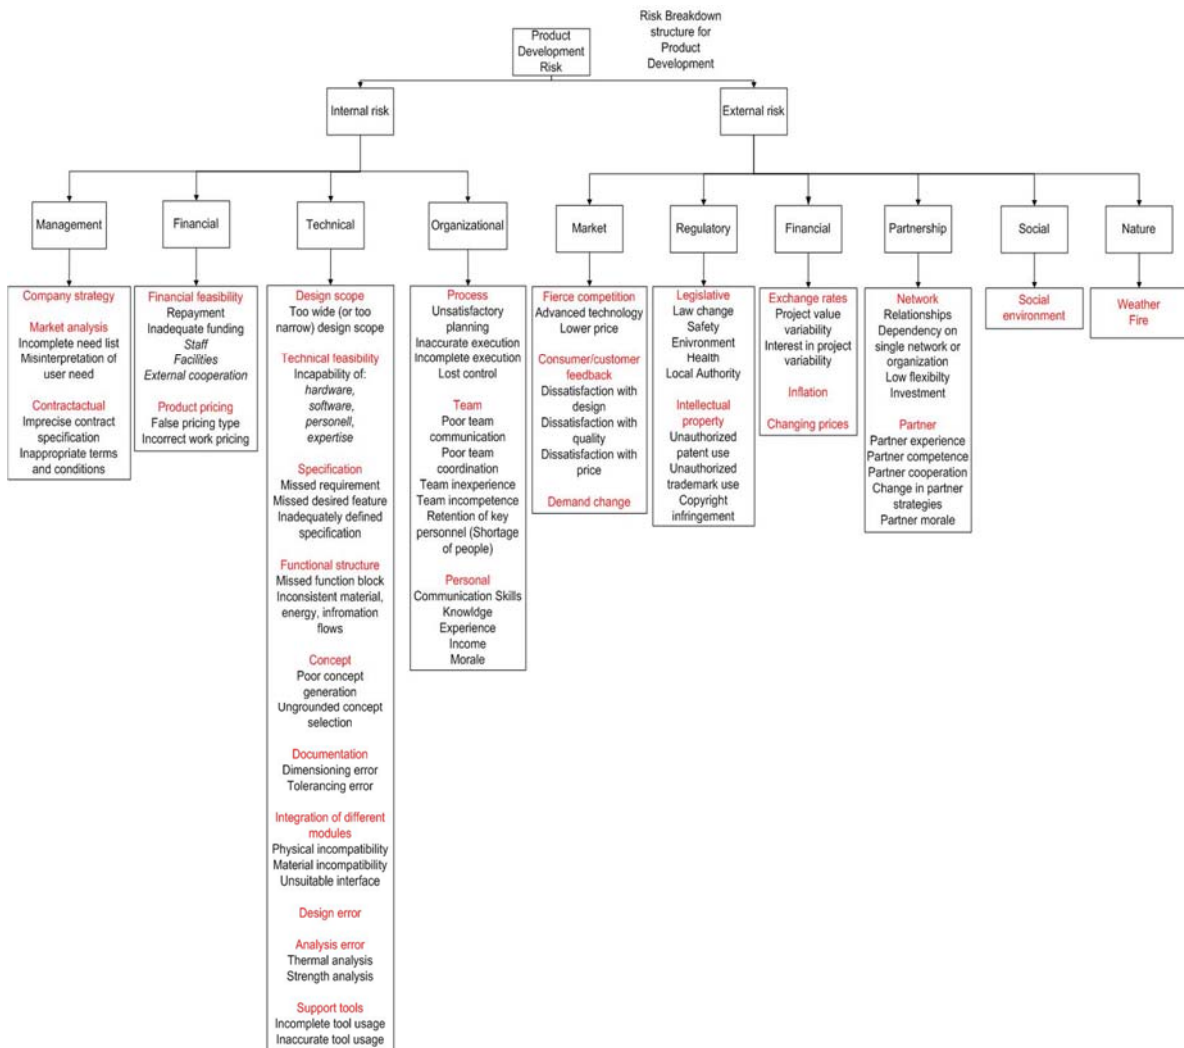 Product
Development
Risk
Risk Breakdown
structure for
Product
Development
Internal risk
External risk
Management
Financial
Technical
Organizational
Market
Regulatory
Financial
Partnership
Social
Nature
Company strategy
Market analysis
Incomplete need list
Misinterpretation of
user need
Contractactual
Imprecise contract
specification
Inappropriate terms
and conditions
Financial feasibility
Repayment
Inadequate funding
Staff
Facilities
External cooperation
Product pricing
False pricing type
Incorrect work pricing
Design scope
Too wide (or too
narrow) design scope
Technical feasibility
Incapability of:
hardware,
software,
personell,
expertise
Specification
Missed requirement
Missed desired feature
Inadequately defined
specification
Functional structure
Missed function block
Inconsistent material,
energy, infromation
flows
Concept
Poor concept
generation
Ungrounded concept
selection
Documentation
Dimensioning error
Tolerancing error
Integration of different
modules
Physical incompatibility
Material incompatibility
Unsuitable interface
Design error
Analysis error
Thermal analysis
Strength analysis
Support tools
Incomplete tool usage
Inaccurate tool usage
Process
Unsatisfactory
planning
Inaccurate execution
Incomplete execution
Lost control
Team
Poor team
communication
Poor team
coordination
Team inexperience
Team incompetence
Retention of key
personnel (Shortage
of people)
Personal
Communication Skills
Knowldge
Experience
Income
Morale
Fierce competition
Advanced technology
Lower price
Consumer/customer
feedback
Dissatisfaction with
design
Dissatisfaction with
quality
Dissatisfaction with
price
Demand change
Legislative
Law change
Safety
Enivronment
Health
Local Authority
Intellectual
property
Unauthorized
patent use
Unauthorized
trademark use
Copyright
infringement
Exchange rates
Project value
variability
Interest in project
variability
Inflation
Changing prices
Network
Relationships
Dependency on
single network or
organization
Low flexibilty
Investment
Partner
Partner experience
Partner competence
Partner cooperation
Change in partner
strategies
Partner morale
Social
environment
Weather
Fire